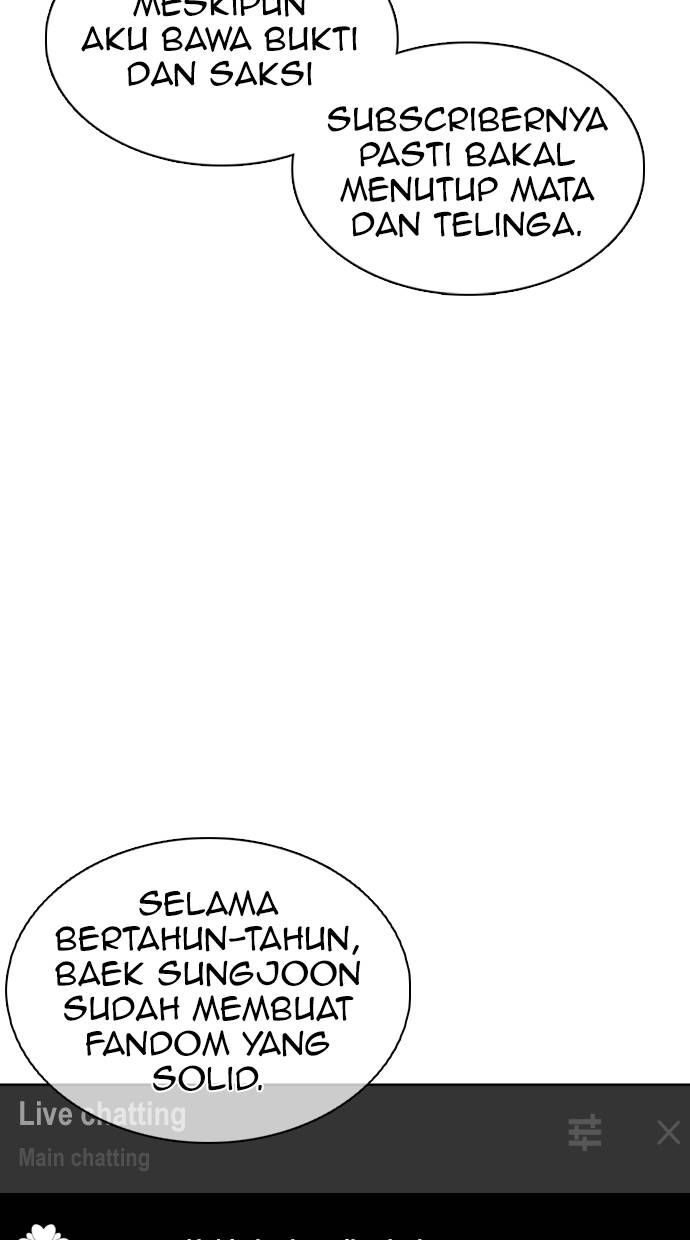 MESKIPUN
AKU BAWA BUKTI
DAN SAKSI
SUBSCRIBERNYA
PASTI BAKAL
MENUTUP MATA
DAN TELINGA.
SELAMA
BERTAHUN-TAHUN,
BAEK SUNGJOON
SUDAH MEMBUAT
FANDOM YANG
SOLID.
Live chatting
Main chatting